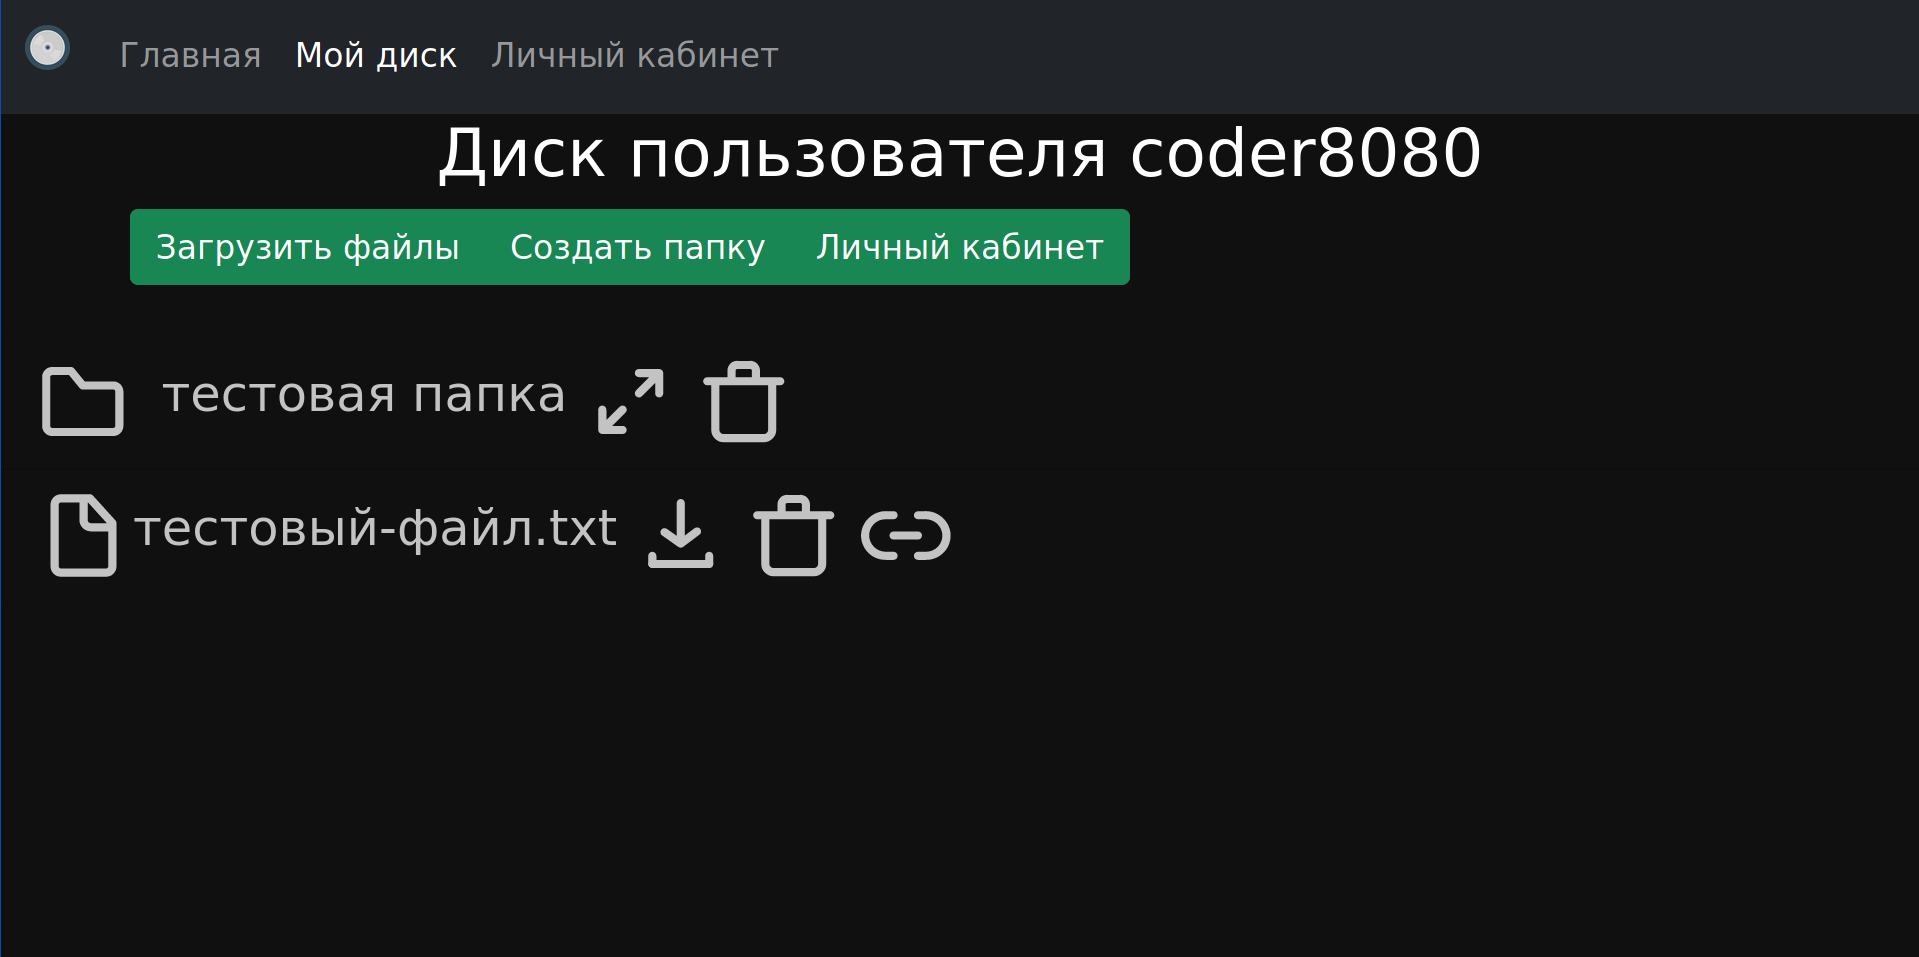 Главная Мой диск Личный кабинет
Диск пользователя coder8080
Загрузить файлы Создать папку Личный кабинет
тестовая папка
тестовый-файл.txt